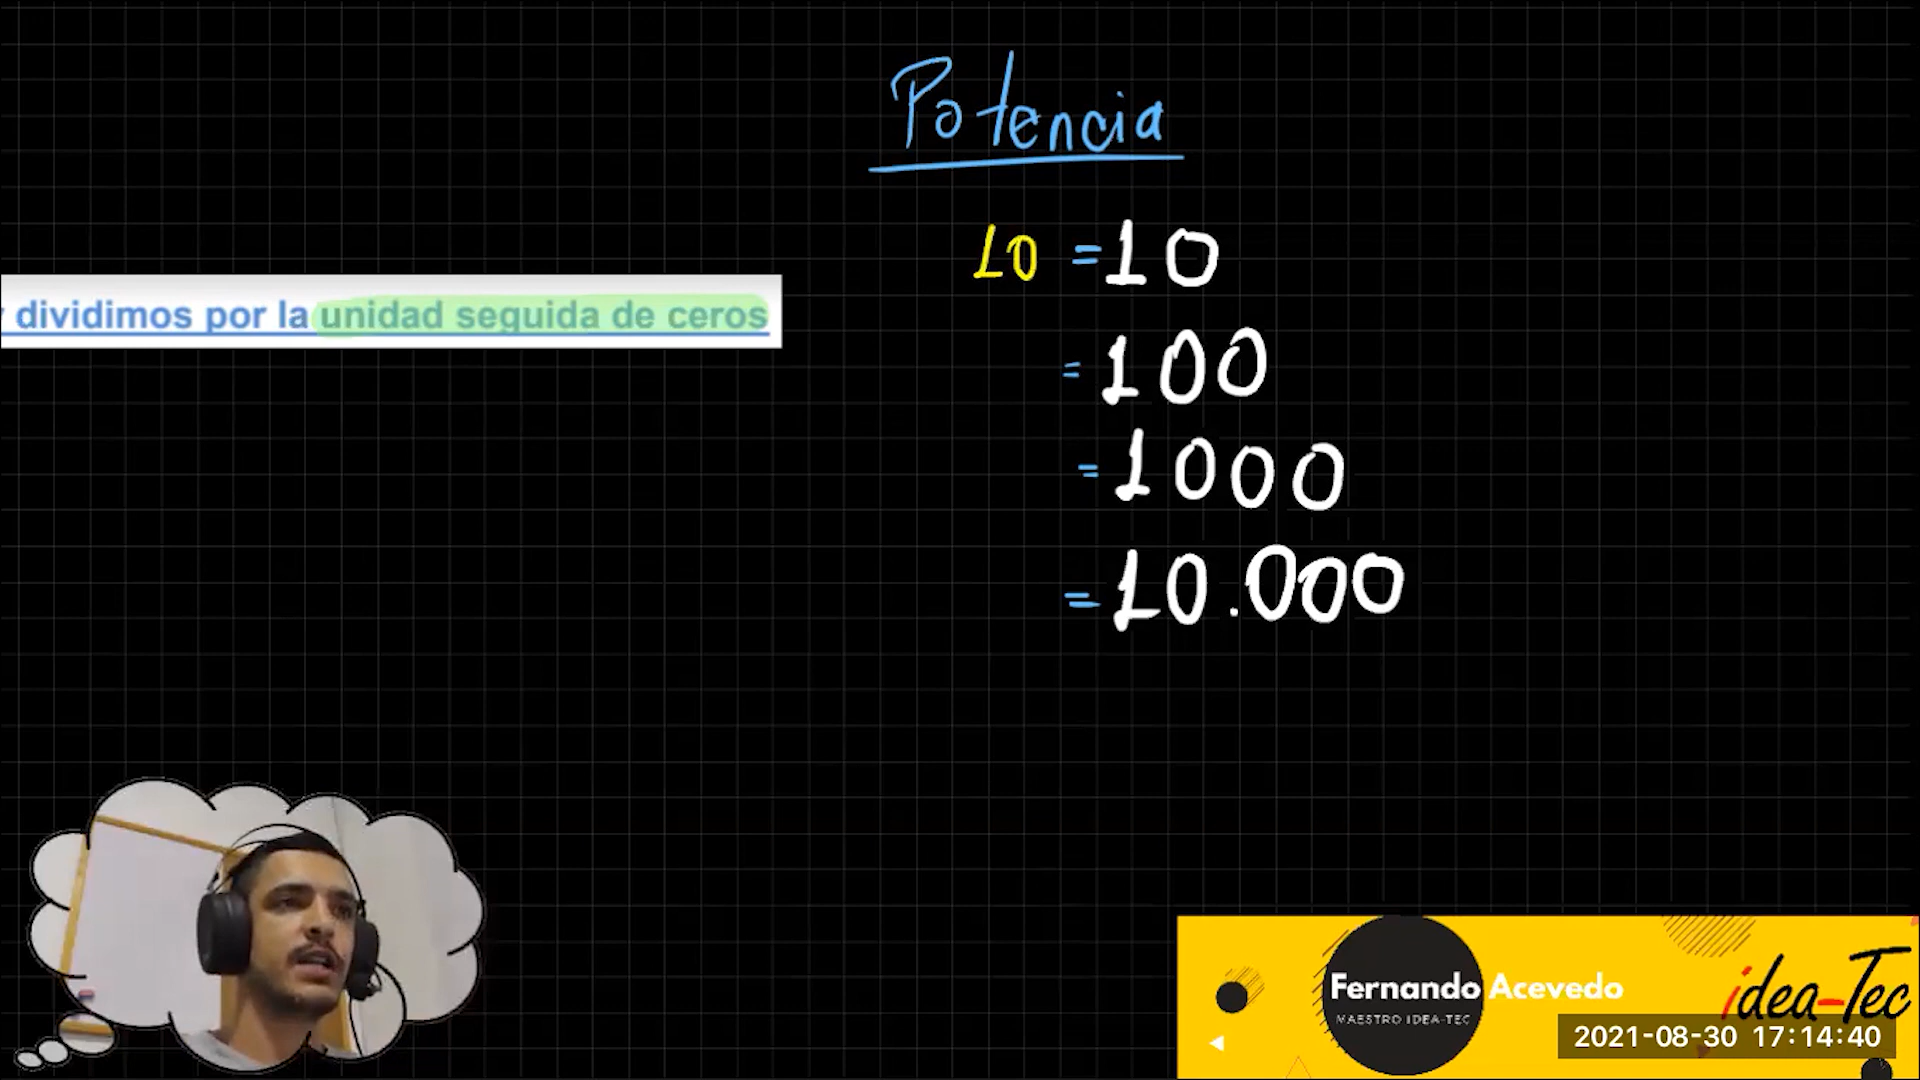 Potencia
10 = 10
dividimos por la unidad seguida de ceros
= 100
= 1000
= 10.000
Fernando Acevedo
MAESTRO IDEA-TEC
idea-Tec
2021-08-30 17:14:40